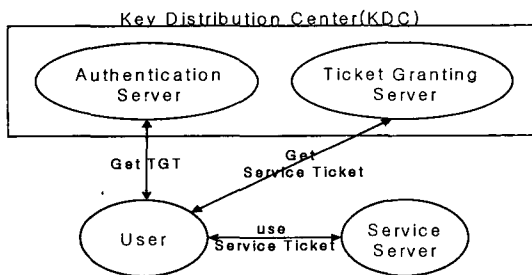 Key Distribution Center(KDC)
Authentication
Server
Ticket Granting
Server
Get TGT
Get
Service Ticket
User
use
Service Ticket
Service
Server